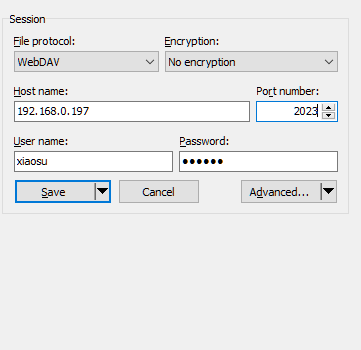 Session
File protocol: Encryption:
WebDAV No encryption
Host name: Port number:
192.168.0.197 2023
User name: Password:
xiaosu ●●●●●●
Save Cancel Advanced...